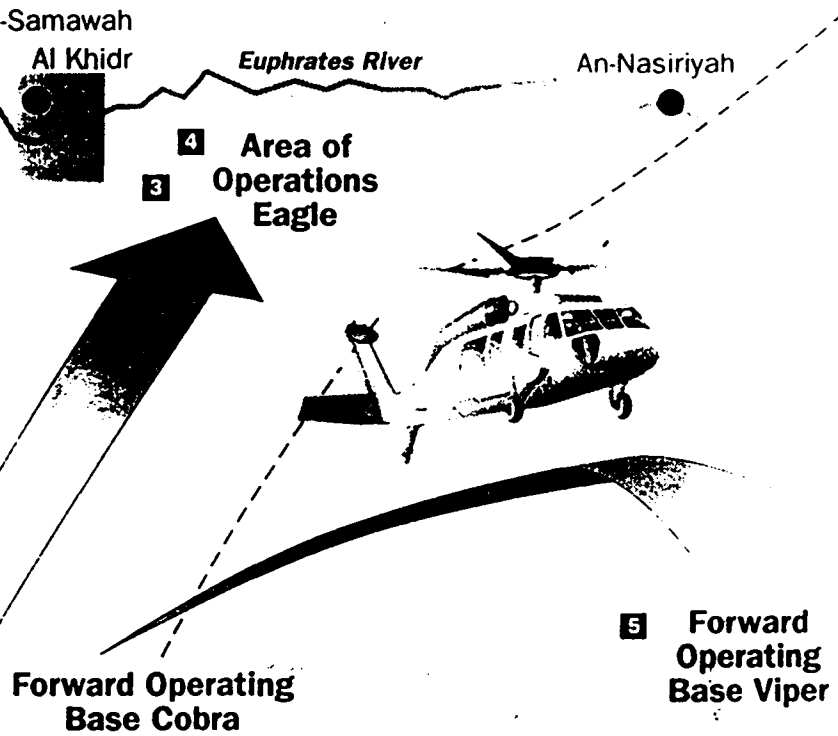 -Samawah
Al Khidr
Euphrates River
An-Nasiriyah
4
Area of
Operations
Eagle
3
5
Forward
Operating
Base Viper
Forward Operating
Base Cobra